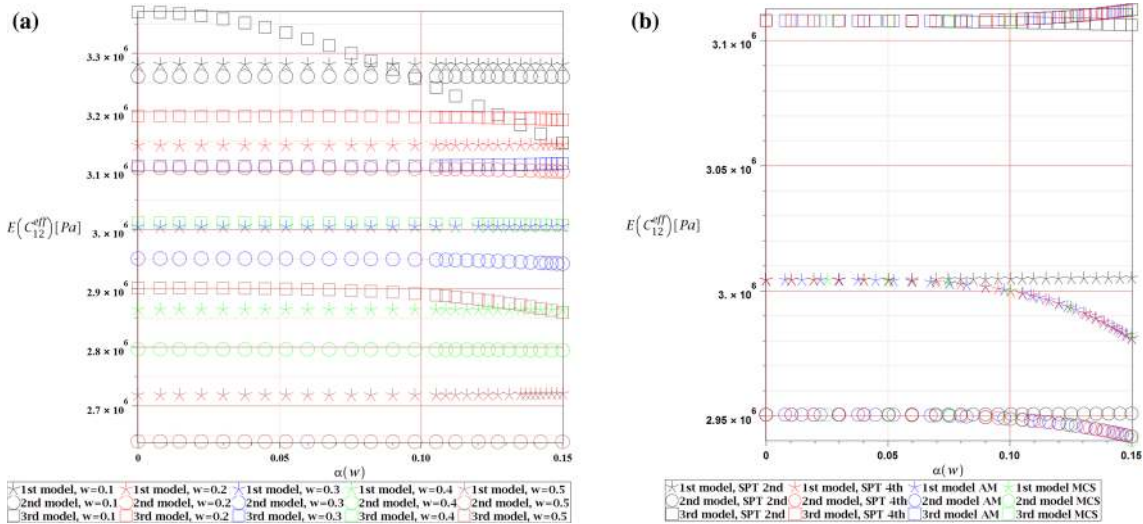 (a)
3.3 × 10⁶
3.2 × 10⁶
3.1 × 10⁶
E(C₁₂ᵉᶠᶠ)[Pa]
3. × 10⁶
2.9 × 10⁶
2.8 × 10⁶
2.7 × 10⁶
0 0.05 0.10 0.15
α(w)
1st model, w=0.1 1st model, w=0.2 1st model, w=0.3 1st model, w=0.4 1st model, w=0.5
2nd model, w=0.1 2nd model, w=0.2 2nd model, w=0.3 2nd model, w=0.4 2nd model, w=0.5
3rd model, w=0.1 3rd model, w=0.2 3rd model, w=0.3 3rd model, w=0.4 3rd model, w=0.5
(b)
3.1 × 10⁶
3.05 × 10⁶
E(C₁₂ᵉᶠᶠ)[Pa]
3. × 10⁶
2.95 × 10⁶
0 0.05 0.10 0.15
α(w)
1st model, SPT 2nd 1st model, SPT 4th 1st model AM 1st model MCS
2nd model, SPT 2nd 2nd model, SPT 4th 2nd model AM 2nd model MCS
3rd model, SPT 2nd 3rd model, SPT 4th 3rd model AM 3rd model MCS